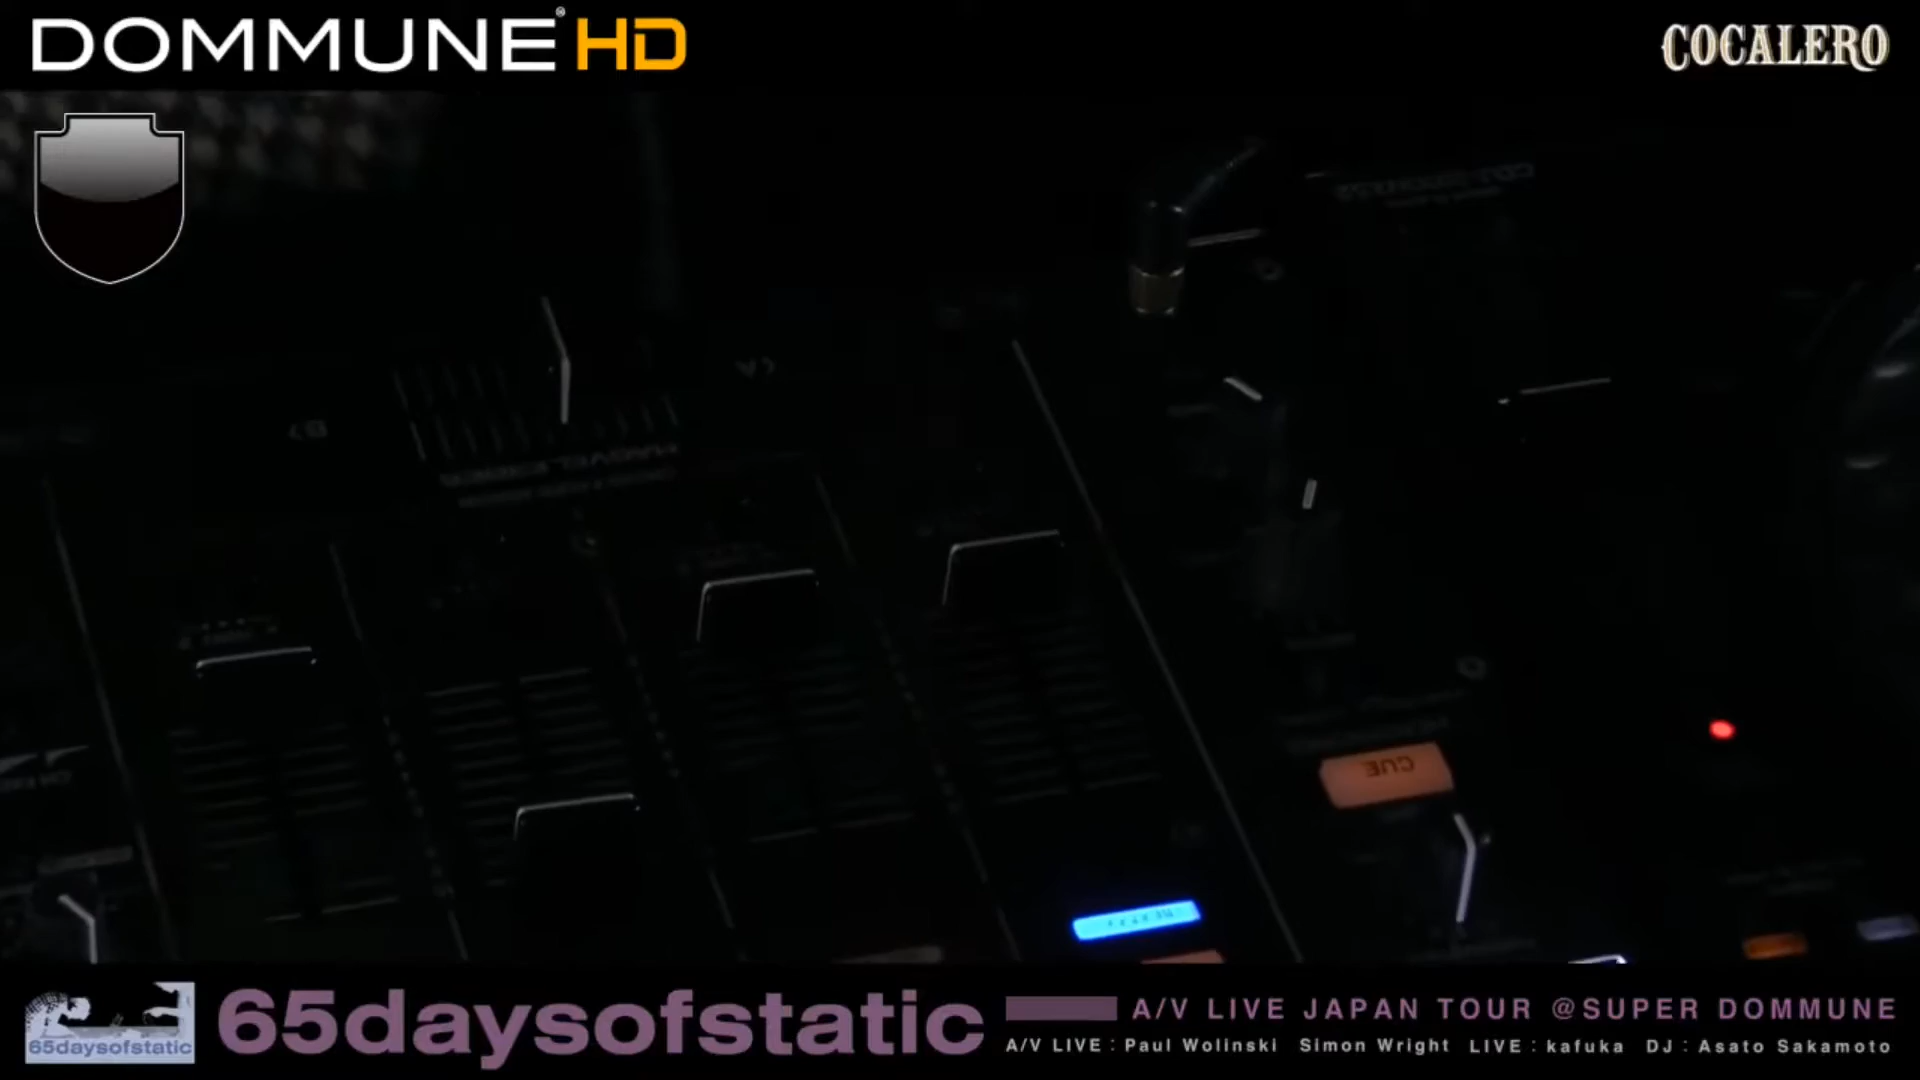 DOMMUNE® HD
COCALERO
CUE
65daysofstatic
65daysofstatic
A/V LIVE JAPAN TOUR @SUPER DOMMUNE
A/V LIVE : Paul Wolinski Simon Wright LIVE : kafuka DJ : Asato Sakamoto